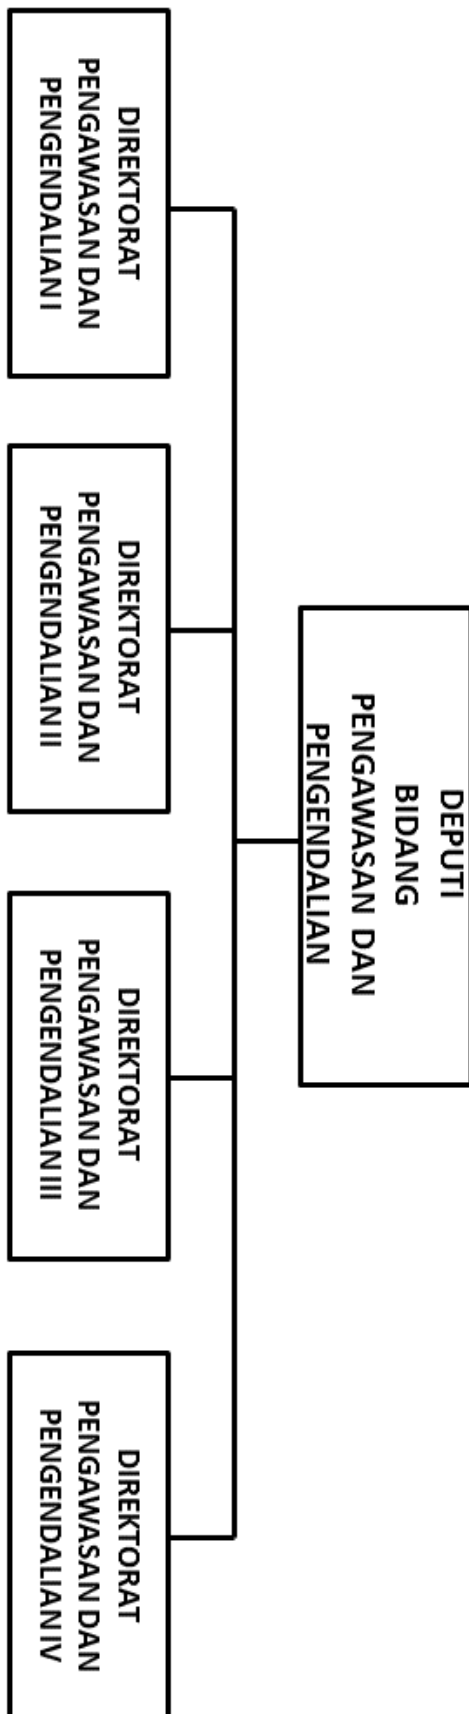 DEPUTI
BIDANG
PENGAWASAN DAN
PENGENDALIAN
DIREKTORAT
PENGAWASAN DAN
PENGENDALIAN I
DIREKTORAT
PENGAWASAN DAN
PENGENDALIAN II
DIREKTORAT
PENGAWASAN DAN
PENGENDALIAN III
DIREKTORAT
PENGAWASAN DAN
PENGENDALIAN IV